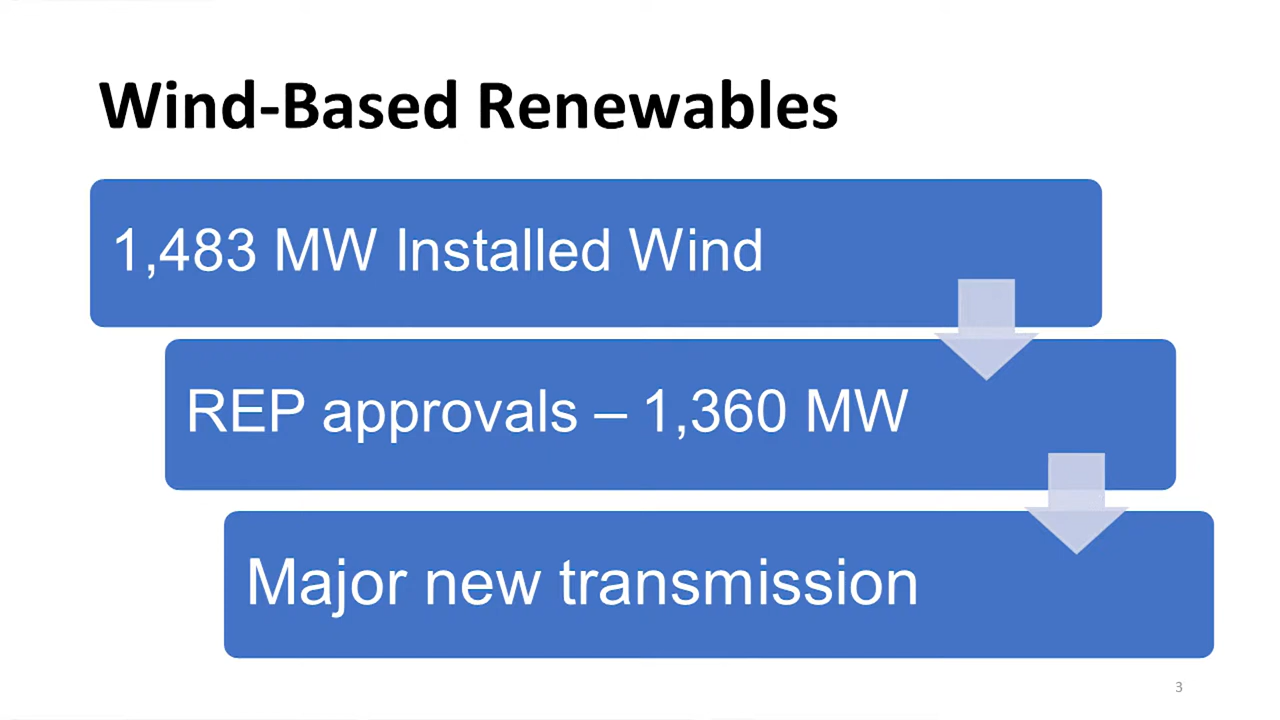 Wind-Based Renewables
1,483 MW Installed Wind
REP approvals – 1,360 MW
Major new transmission
3